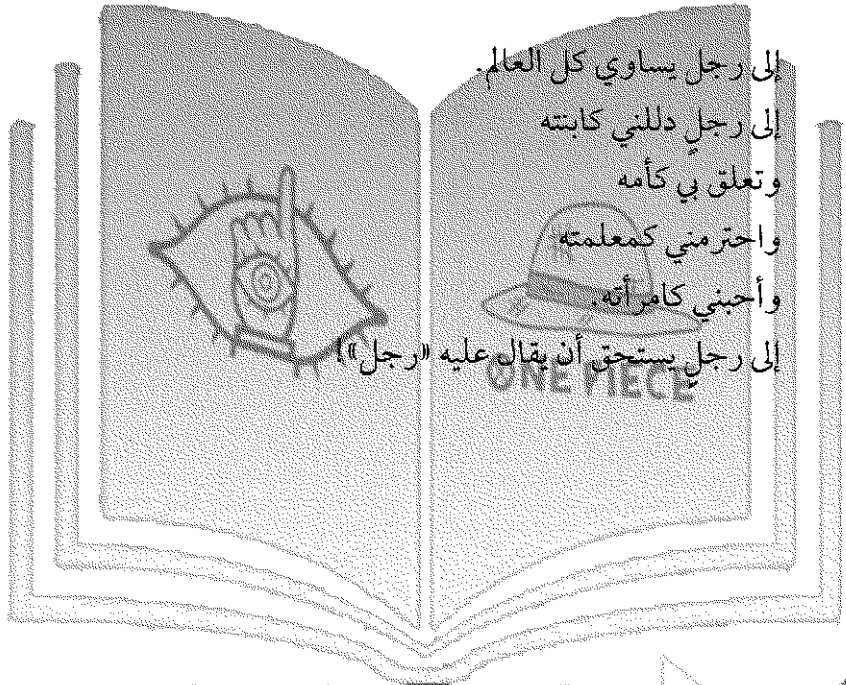 إلى رجل يساوي كل العالم.
إلى رجلٍ دللني كابنته
وتعلق بي كأمه
واحترمني كمعلمته
وأحبني كامرأته.
إلى رجلٍ يستحق أن يقال عليه «رجل»!
ONE PIECE